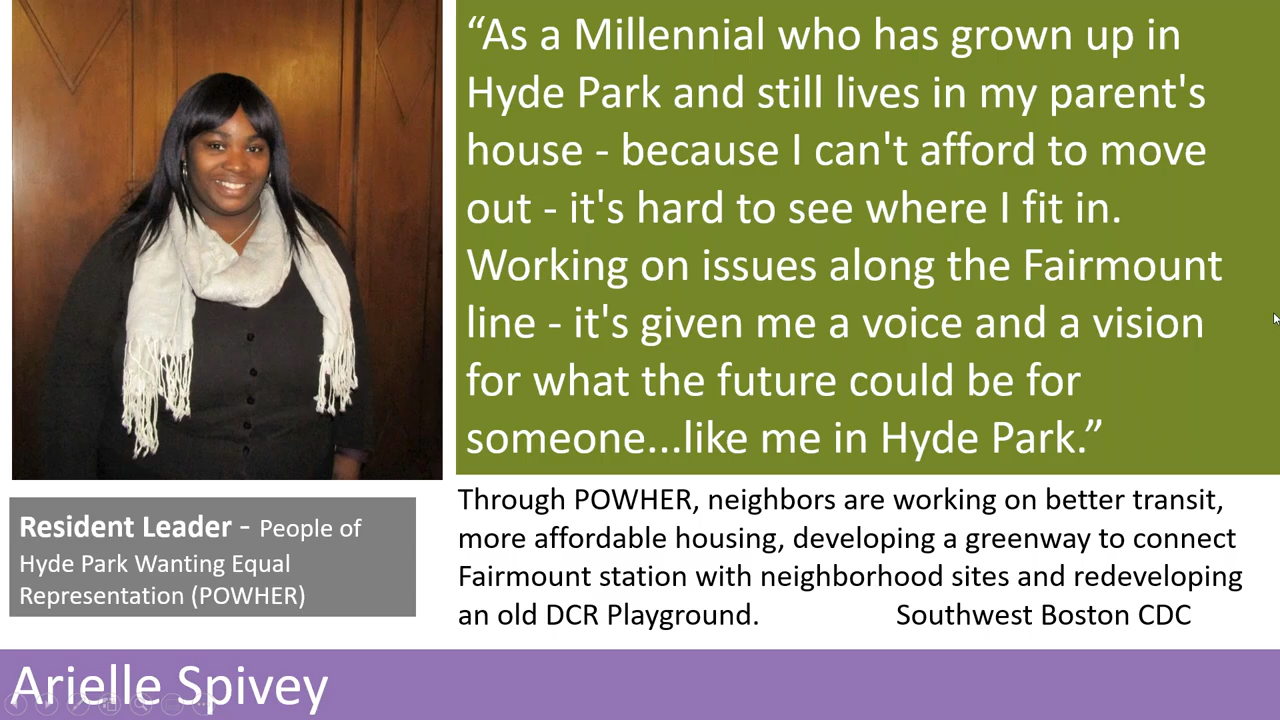 “As a Millennial who has grown up in
Hyde Park and still lives in my parent's
house - because I can't afford to move
out - it's hard to see where I fit in.
Working on issues along the Fairmount
line - it's given me a voice and a vision
for what the future could be for
someone...like me in Hyde Park.”
Resident Leader - People of
Hyde Park Wanting Equal
Representation (POWHER)
Through POWHER, neighbors are working on better transit,
more affordable housing, developing a greenway to connect
Fairmount station with neighborhood sites and redeveloping
an old DCR Playground. Southwest Boston CDC
Arielle Spivey